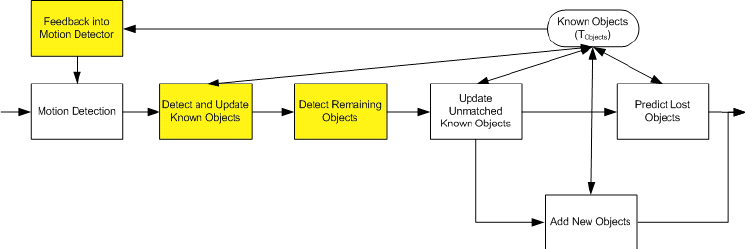 Feedback into
Motion Detector
Known Objects
(TObjects)
Motion Detection
Detect and Update
Known Objects
Detect Remaining
Objects
Update
Unmatched
Known Objects
Predict Lost
Objects
Add New Objects